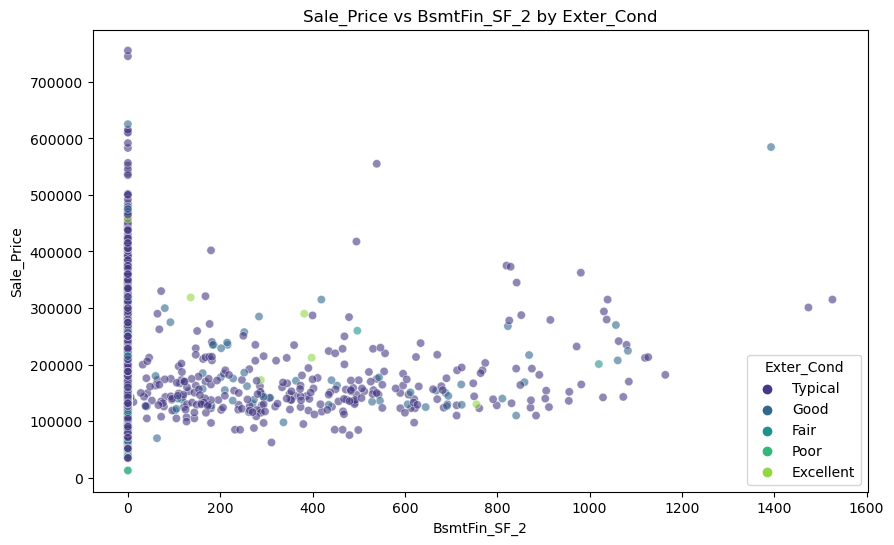 Sale_Price vs BsmtFin_SF_2 by Exter_Cond
Sale_Price
700000
600000
500000
400000
300000
200000
100000
0
Exter_Cond
Typical
Good
Fair
Poor
Excellent
0 200 400 600 800 1000 1200 1400 1600
BsmtFin_SF_2